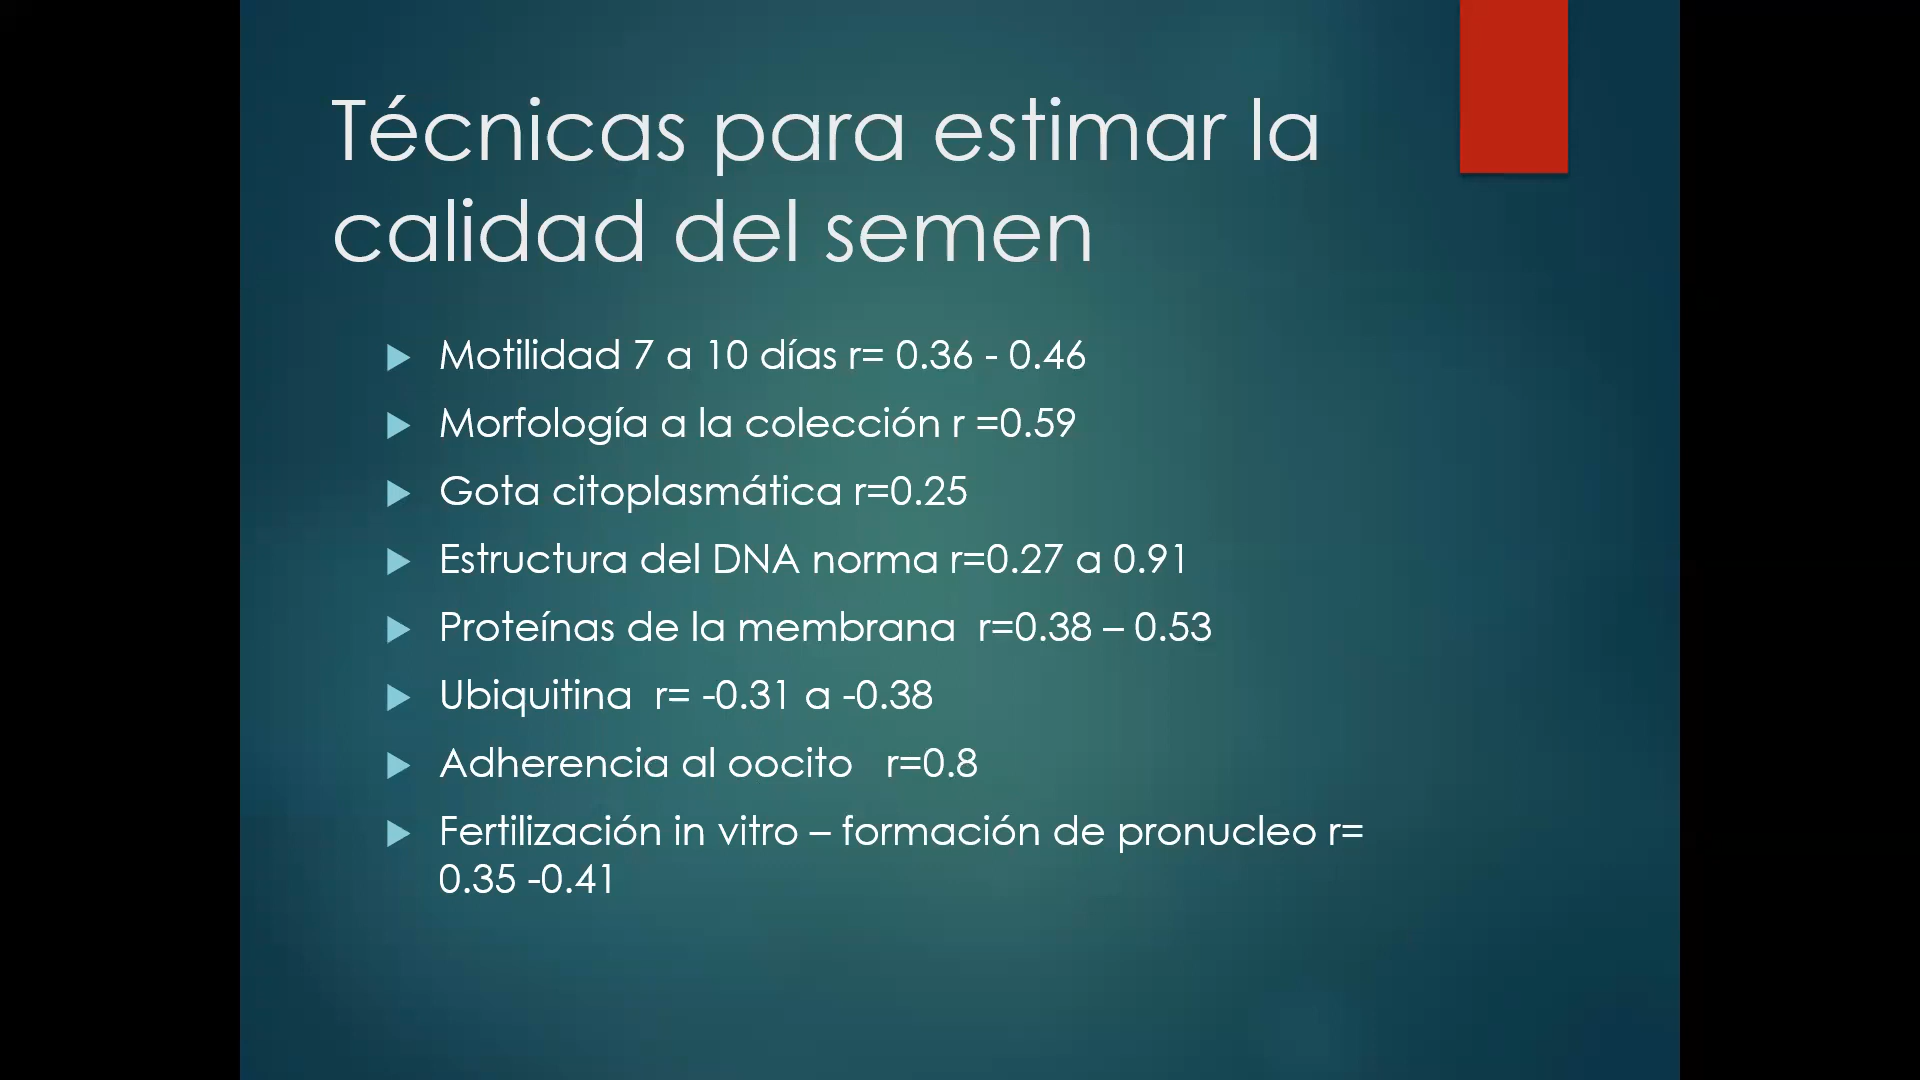 Técnicas para estimar la
calidad del semen
Motilidad 7 a 10 días r= 0.36 - 0.46
Morfología a la colección r =0.59
Gota citoplasmática r=0.25
Estructura del DNA norma r=0.27 a 0.91
Proteínas de la membrana  r=0.38 – 0.53
Ubiquitina  r= -0.31 a -0.38
Adherencia al oocito   r=0.8
Fertilización in vitro – formación de pronucleo r=
0.35 -0.41